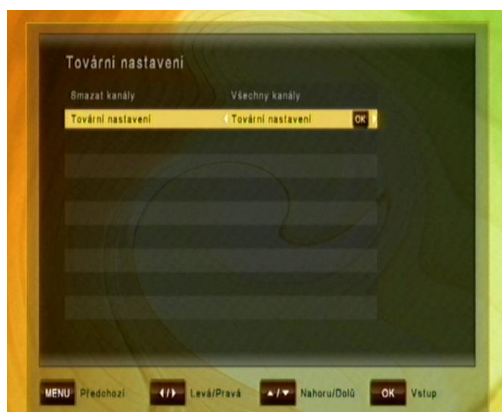 Tovární nastavení
Smazat kanály Všechny kanály
Tovární nastavení Tovární nastavení OK
MENU Předchozí Levá/Pravá Nahoru/Dolů OK Vstup